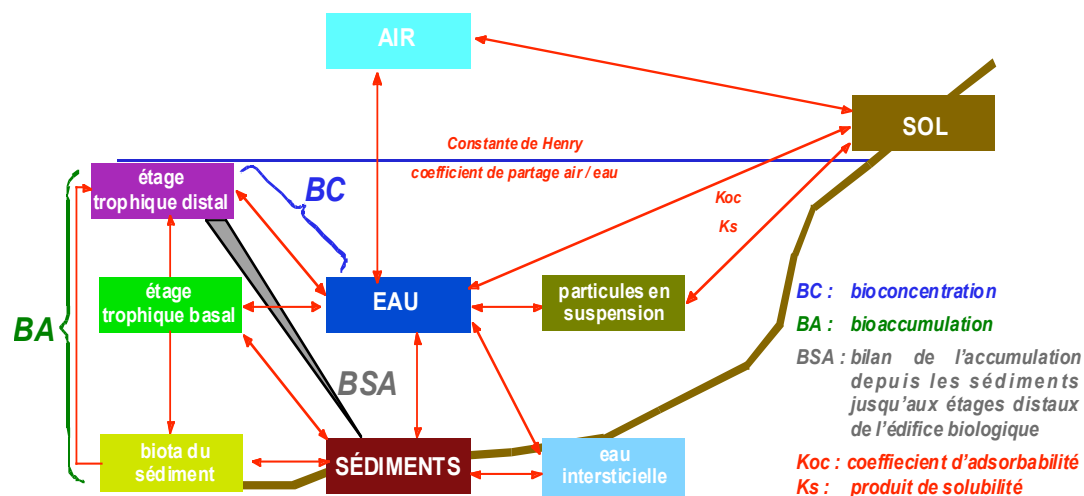 AIR
SOL
Constante de Henry
coefficient de partage air / eau
étage
trophique distal
BC
Koc
Ks
étage
trophique basal
EAU
particules en
suspension
BA
BSA
biota du
sédiment
SÉDIMENTS
eau
intersticielle
BC : bioconcentration
BA : bioaccumulation
BSA : bilan de l'accumulation
depuis les sédiments
jusqu'aux étages distaux
de l'édifice biologique
Koc : coeffiecient d'adsorbabilité
Ks : produit de solubilité